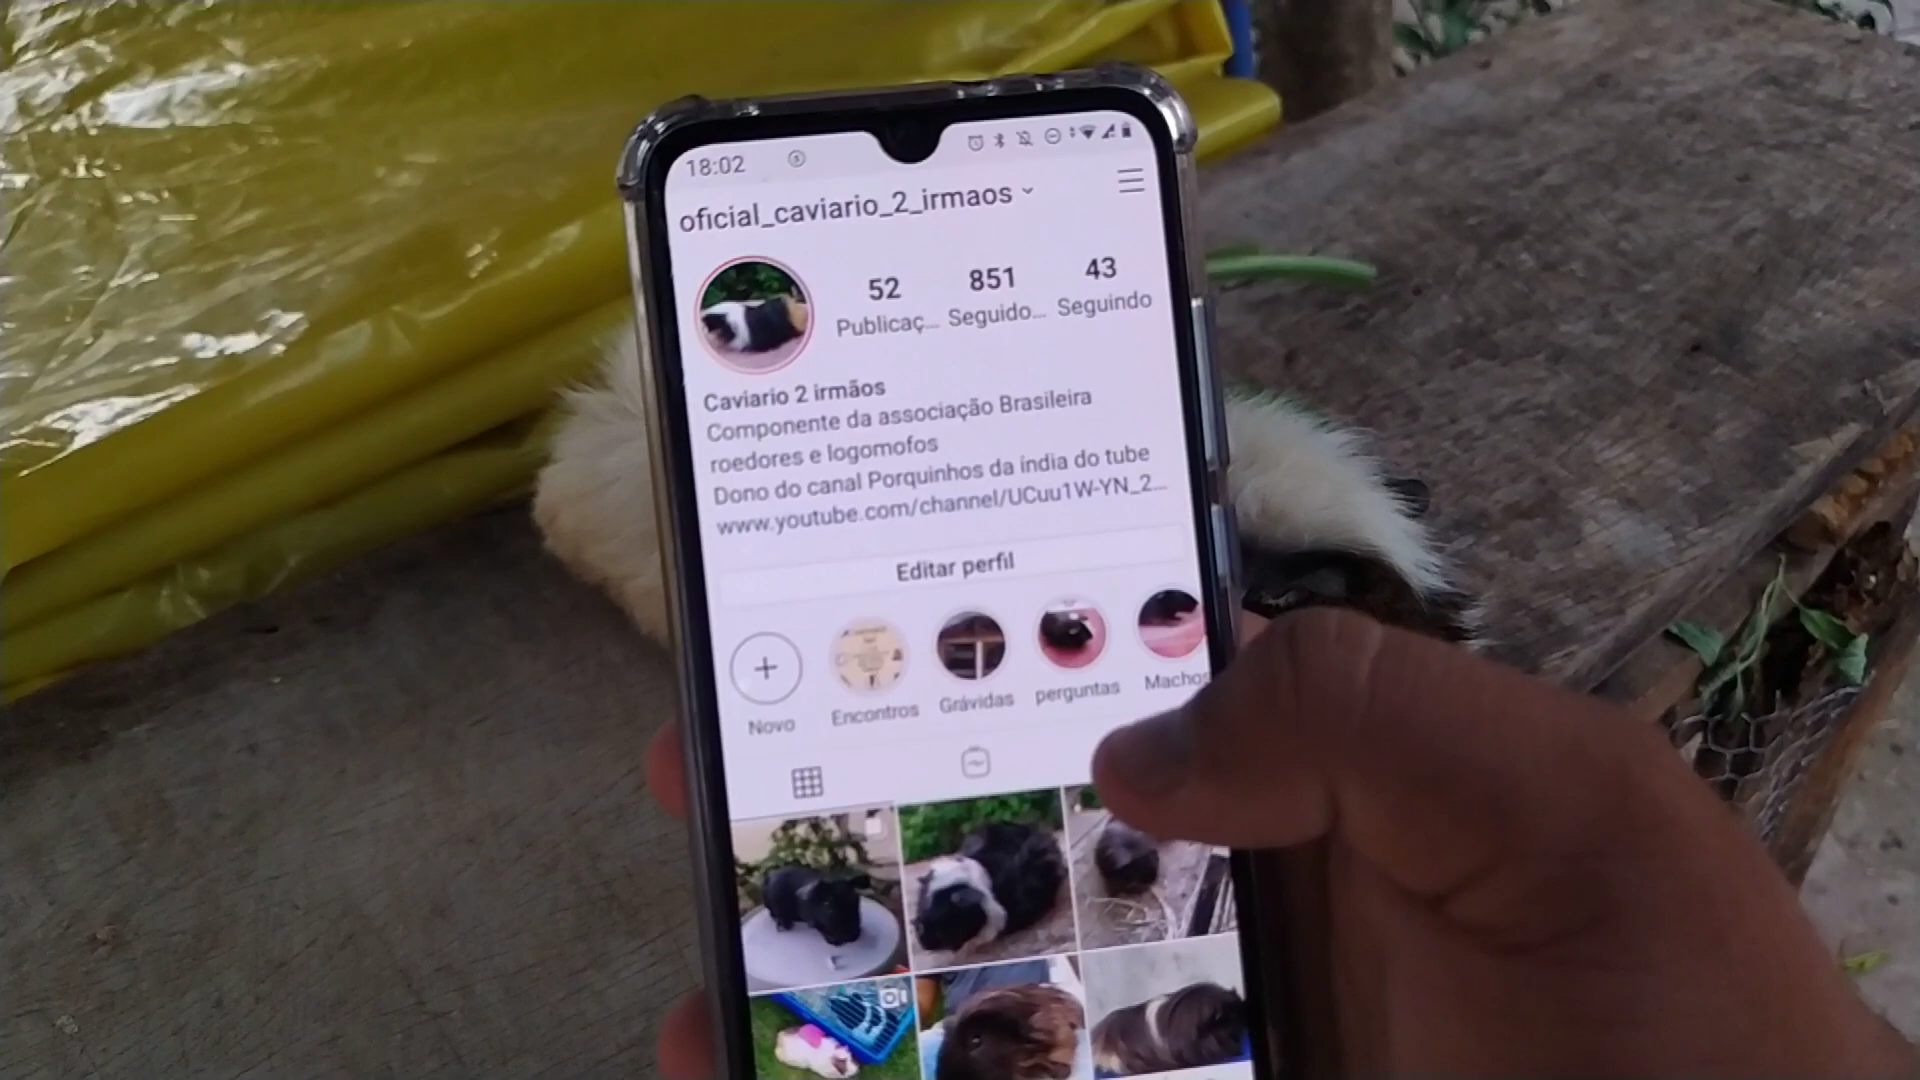 18:02
oficial_caviario_2_irmaos
52 851 43
Publicaç... Seguido... Seguindo
Caviario 2 irmãos
Componente da associação Brasileira
roedores e logomofos
Dono do canal Porquinhos da índia do tube
www.youtube.com/channel/UCuu1W-YN_2...
Editar perfil
Novo Encontros Grávidas perguntas Machos